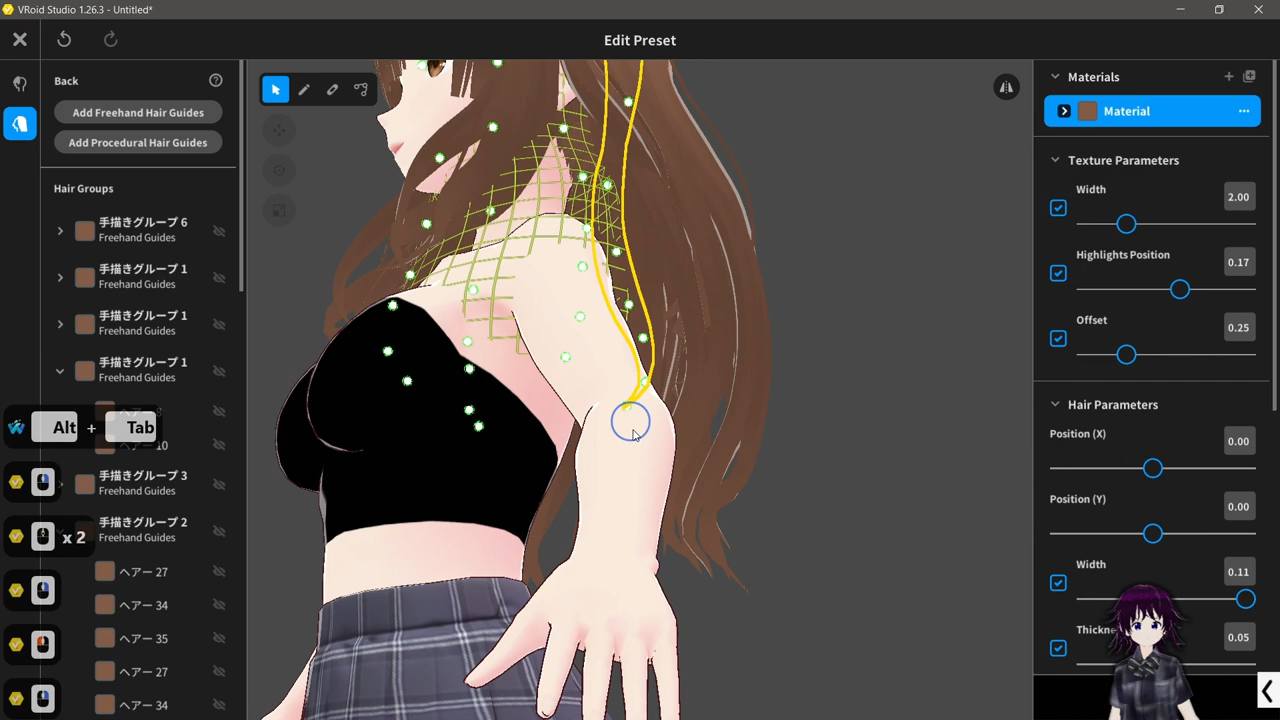 VRoid Studio 1.26.3 - Untitled*
Edit Preset
Back
Add Freehand Hair Guides
Add Procedural Hair Guides
Hair Groups
手描きグループ 6
Freehand Guides
手描きグループ 1
Freehand Guides
手描きグループ 1
Freehand Guides
手描きグループ 1
Freehand Guides
10
手描きグループ 3
Freehand Guides
手描きグループ 2
Freehand Guides
ヘアー 27
ヘアー 34
ヘアー 35
ヘアー 27
ヘアー 34
Alt + Tab
x 2
Materials
Material
Texture Parameters
Width
2.00
Highlights Position
0.17
Offset
0.25
Hair Parameters
Position (X)
0.00
Position (Y)
0.00
Width
0.11
Thickne
0.05